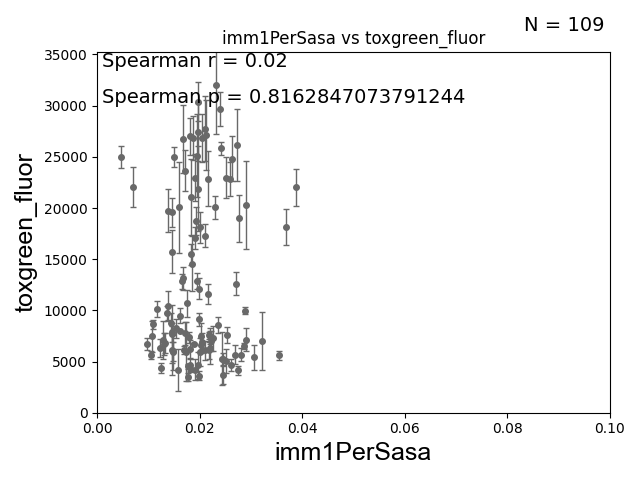 N = 109
imm1PerSasa vs toxgreen_fluor
Spearman r = 0.02
Spearman p = 0.8162847073791244
35000
30000
25000
20000
15000
10000
5000
0
toxgreen_fluor
0.00 0.02 0.04 0.06 0.08 0.10
imm1PerSasa